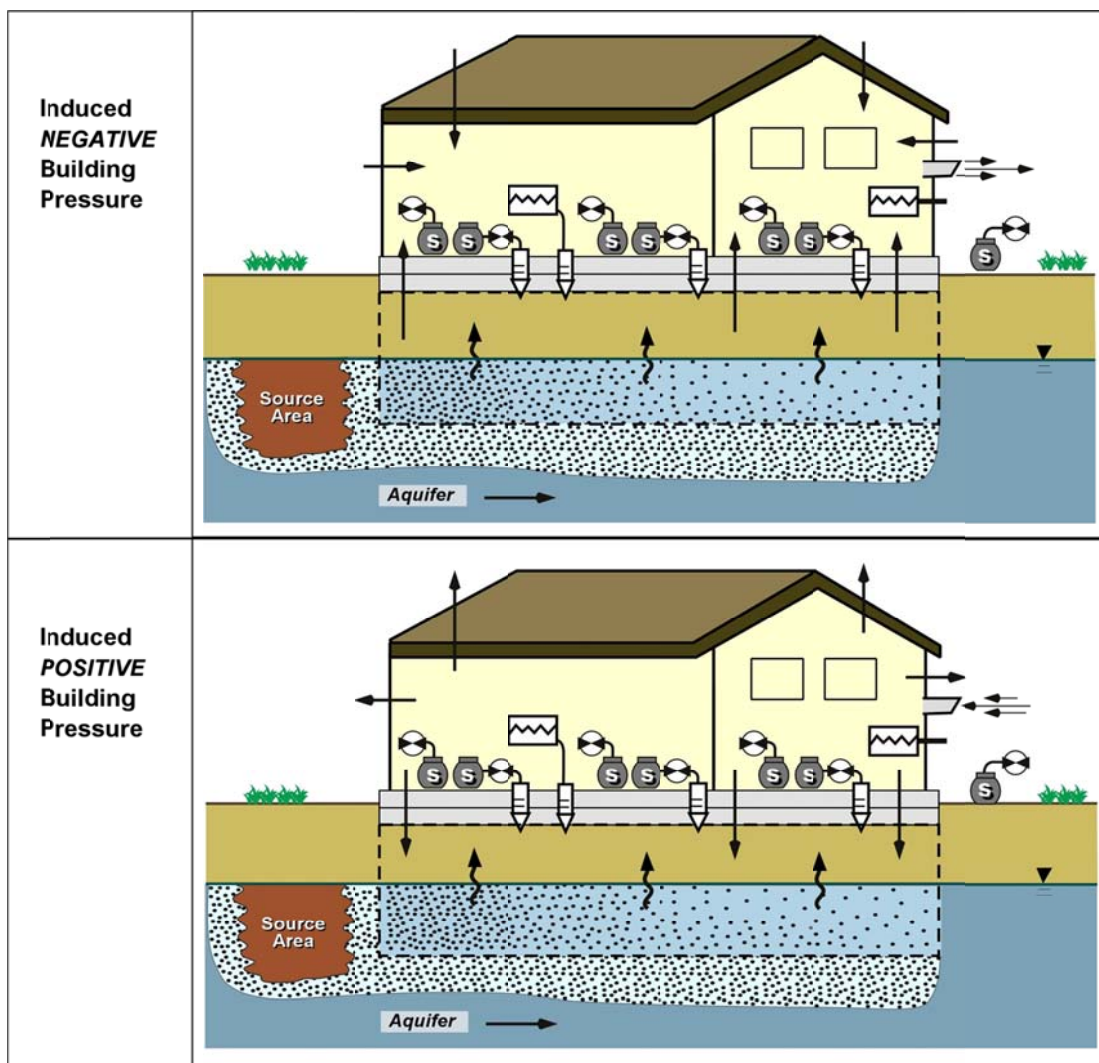 Induced
NEGATIVE
Building
Pressure
S S S S S S S
Source
Area
Aquifer
Induced
POSITIVE
Building
Pressure
S S S S S S S
Source
Area
Aquifer